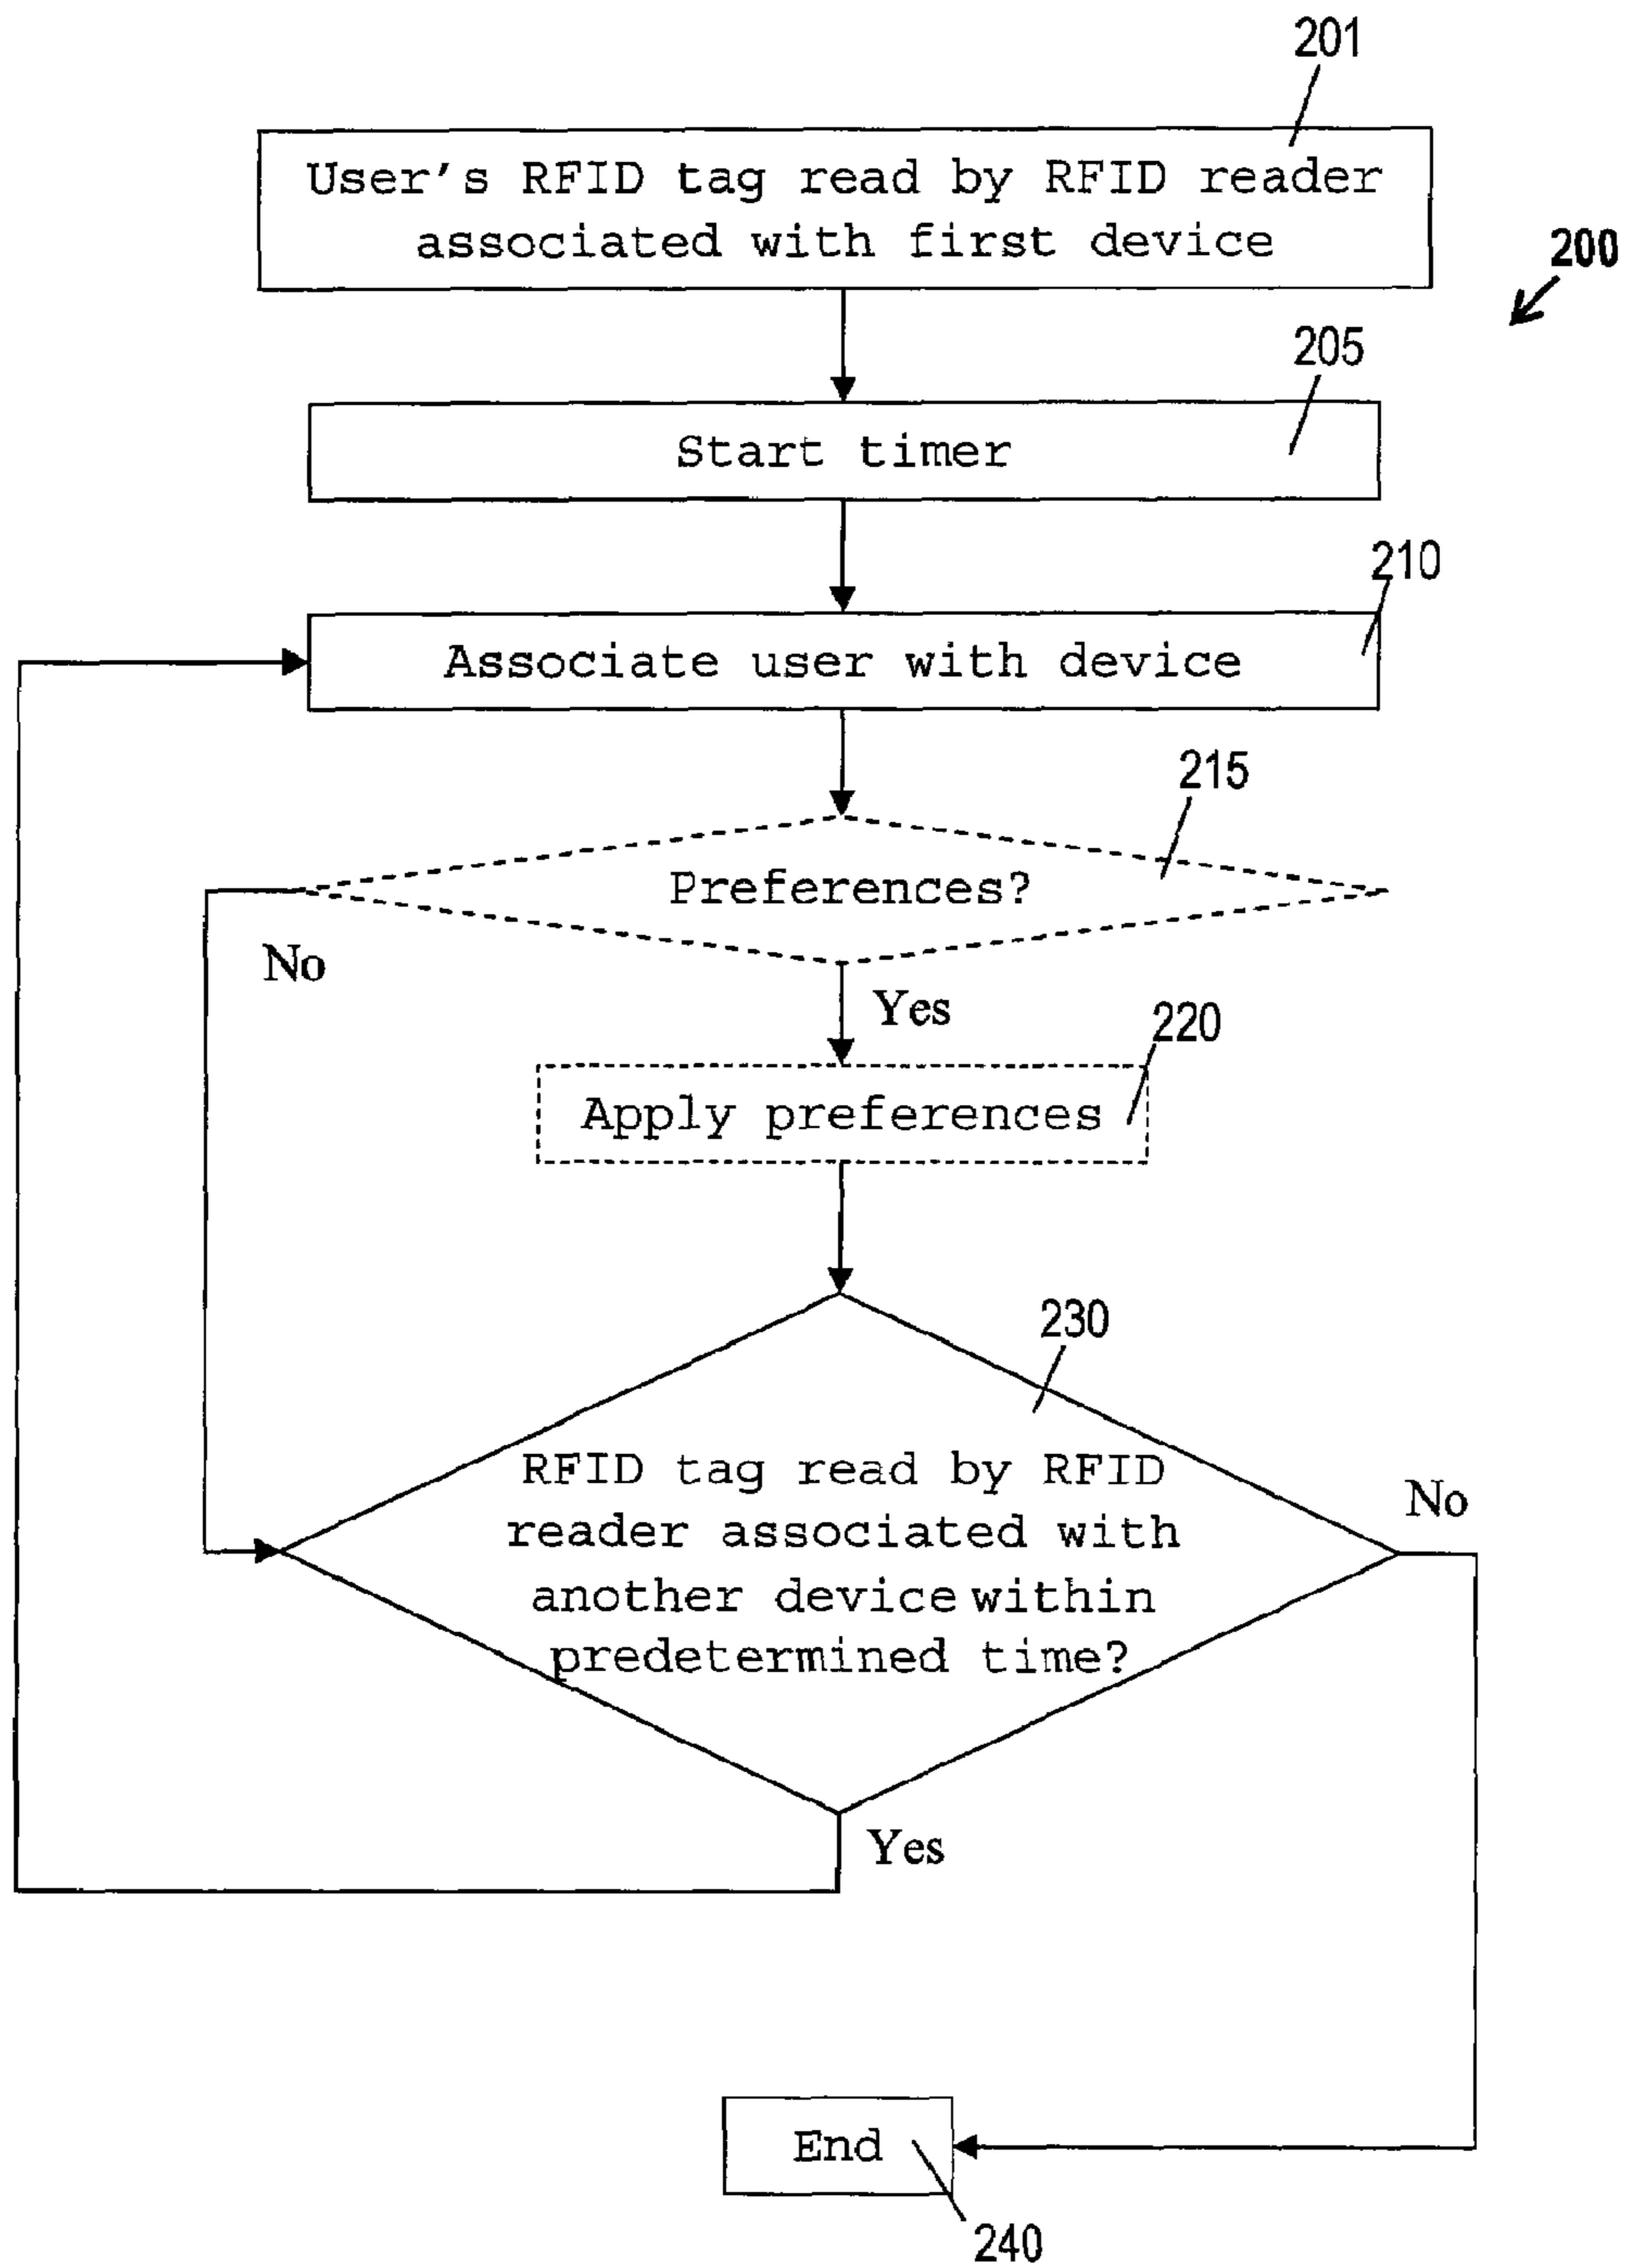 201
User's RFID tag read by RFID reader
associated with first device
200
205
Start timer
210
Associate user with device
215
Preferences?
No
Yes
220
Apply preferences
230
RFID tag read by RFID
reader associated with
another device within
predetermined time?
No
Yes
End
240